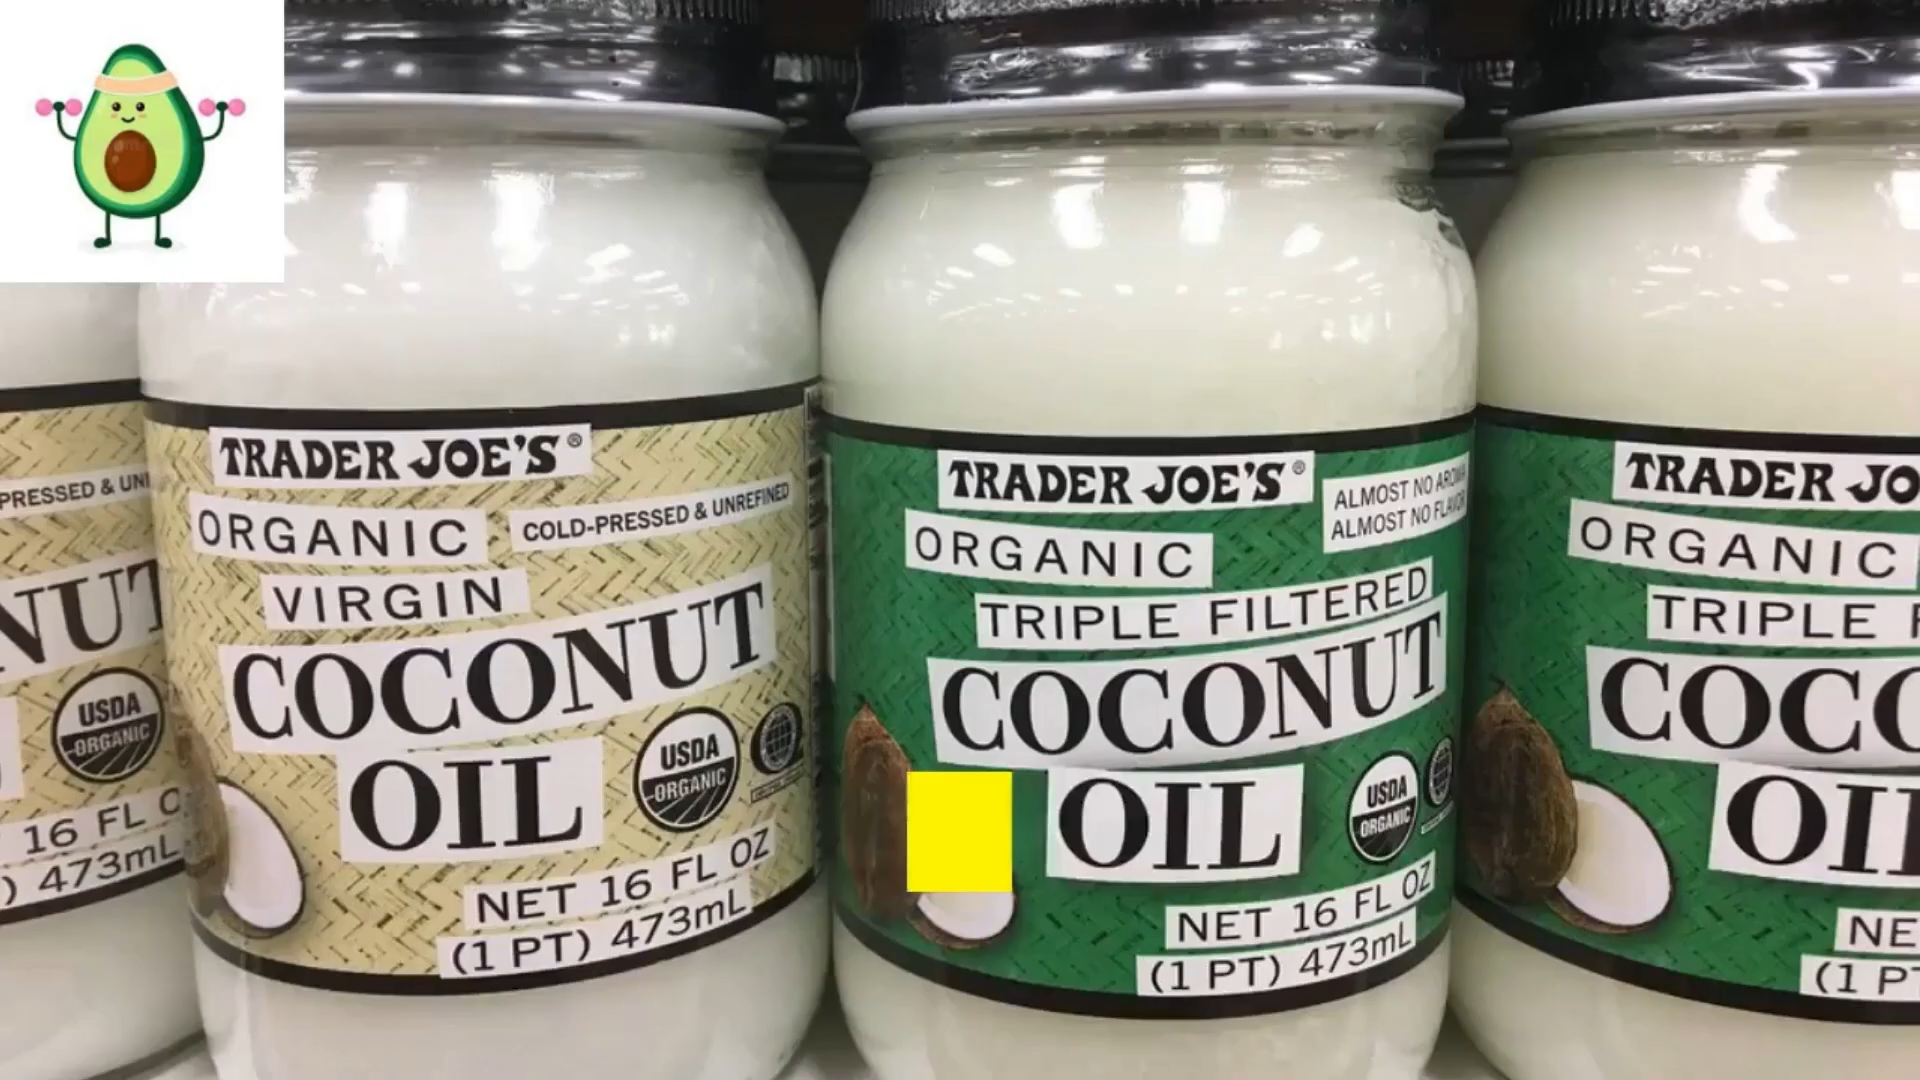 PRESSED & UNI
NUT
USDA
ORGANIC
16 FL O
) 473mL
TRADER JOE'S®
ORGANIC
COLD-PRESSED & UNREFINED
VIRGIN
COCONUT
OIL
USDA
ORGANIC
NET 16 FL OZ
(1 PT) 473mL
TRADER JOE'S®
ALMOST NO AROMA
ALMOST NO FLAVOR
ORGANIC
TRIPLE FILTERED
COCONUT
OIL
USDA
ORGANIC
NET 16 FL OZ
(1 PT) 473mL
TRADER JO
ORGANIC
TRIPLE F
COCO
OIL
NE
(1 P